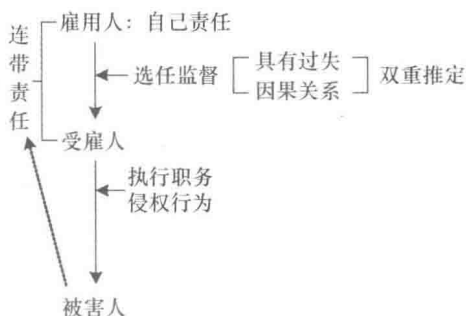 连带责任
雇用人：自己责任
选任监督
具有过失
因果关系
双重推定
受雇人
执行职务
侵权行为
被害人